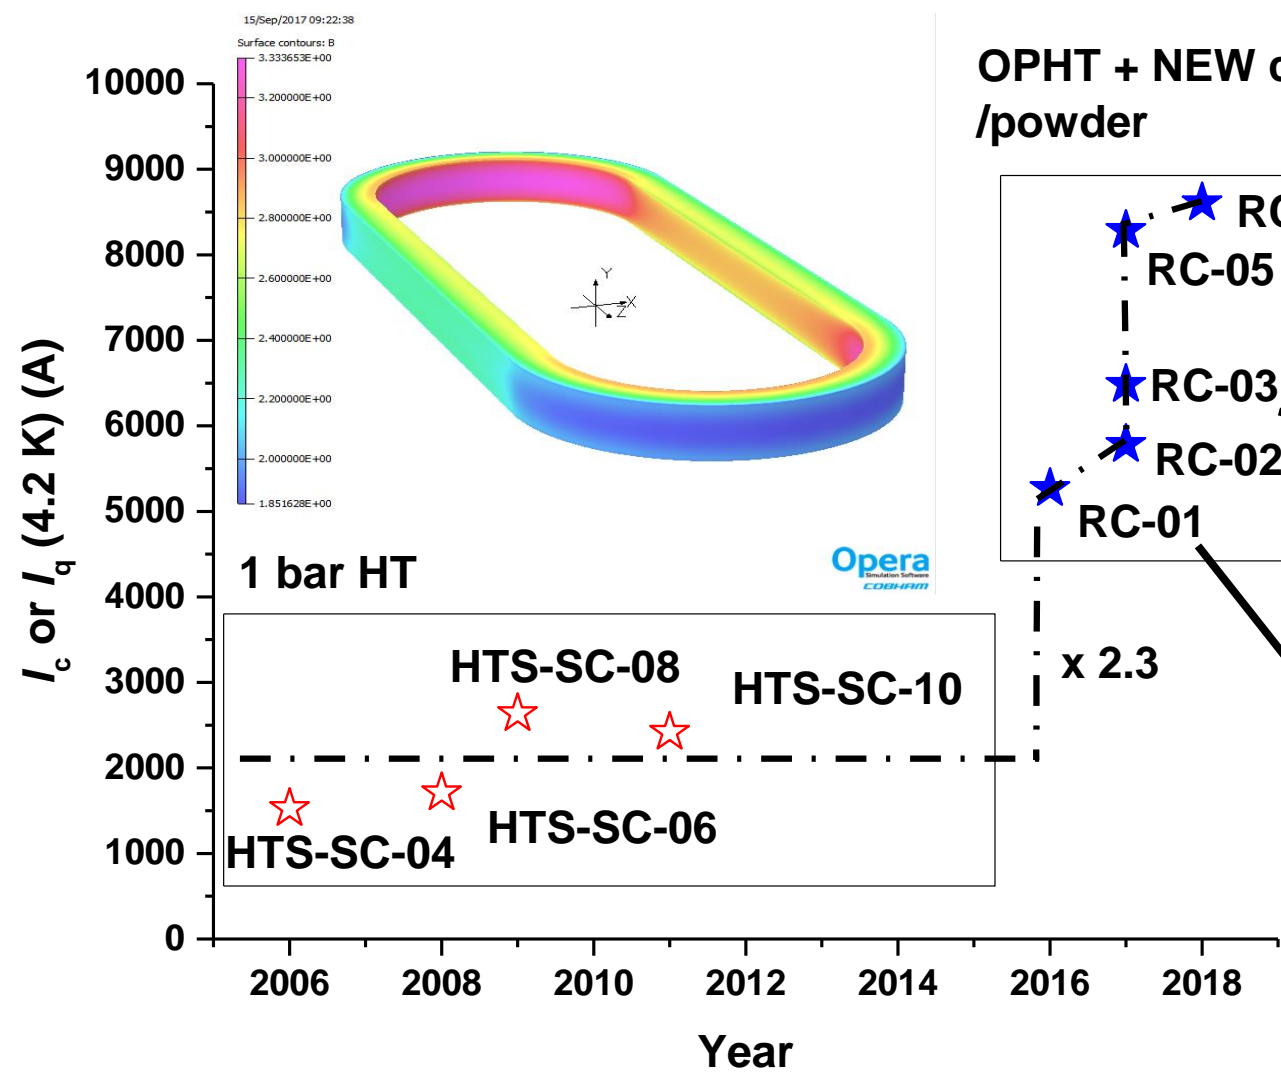 15/Sep/2017 09:22:38
Surface contours: B
3.333653E+00
3.200000E+00
3.000000E+00
2.800000E+00
2.600000E+00
2.400000E+00
2.200000E+00
2.000000E+00
1.851628E+00
Y
X
Z
Opera
Simulation Software
COBHAM
OPHT + NEW
/powder
RC-05
RC-03
RC-02
RC-01
x 2.3
1 bar HT
HTS-SC-08
HTS-SC-10
HTS-SC-06
HTS-SC-04
10000
9000
8000
7000
6000
5000
4000
3000
2000
1000
0
Ic or Iq (4.2 K) (A)
2006 2008 2010 2012 2014 2016 2018
Year